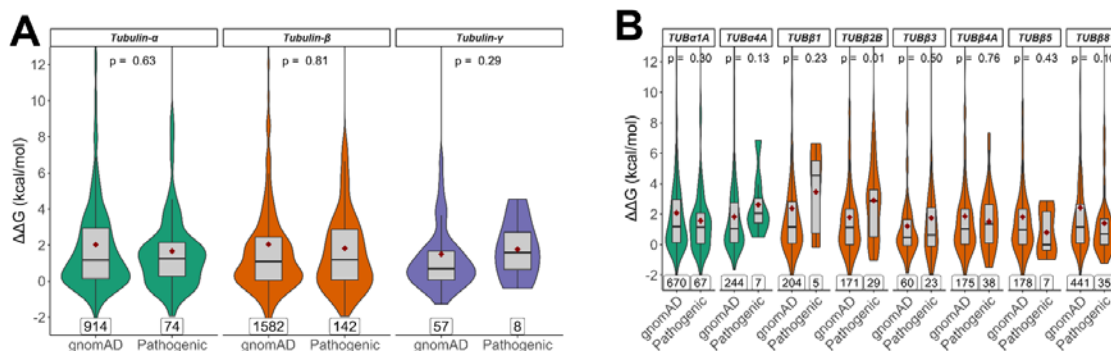 A
Tubulin-α Tubulin-β Tubulin-γ
p = 0.63 p = 0.81 p = 0.29
ΔΔG (kcal/mol)
12
10
8
6
4
2
0
-2
914 74 1582 142 57 8
gnomAD Pathogenic gnomAD Pathogenic gnomAD Pathogenic
B
TUBα1A TUBα4A TUBβ1 TUBβ2B TUBβ3 TUBβ4A TUBβ5 TUBβ8
p = 0.30 p = 0.13 p = 0.23 p = 0.01 p = 0.50 p = 0.76 p = 0.43 p = 0.10
ΔΔG (kcal/mol)
12
10
8
6
4
2
0
-2
670 67 244 7 204 5 171 29 60 23 175 38 178 7 441 35
gnomAD Pathogenic gnomAD Pathogenic gnomAD Pathogenic gnomAD Pathogenic gnomAD Pathogenic gnomAD Pathogenic gnomAD Pathogenic gnomAD Pathogenic